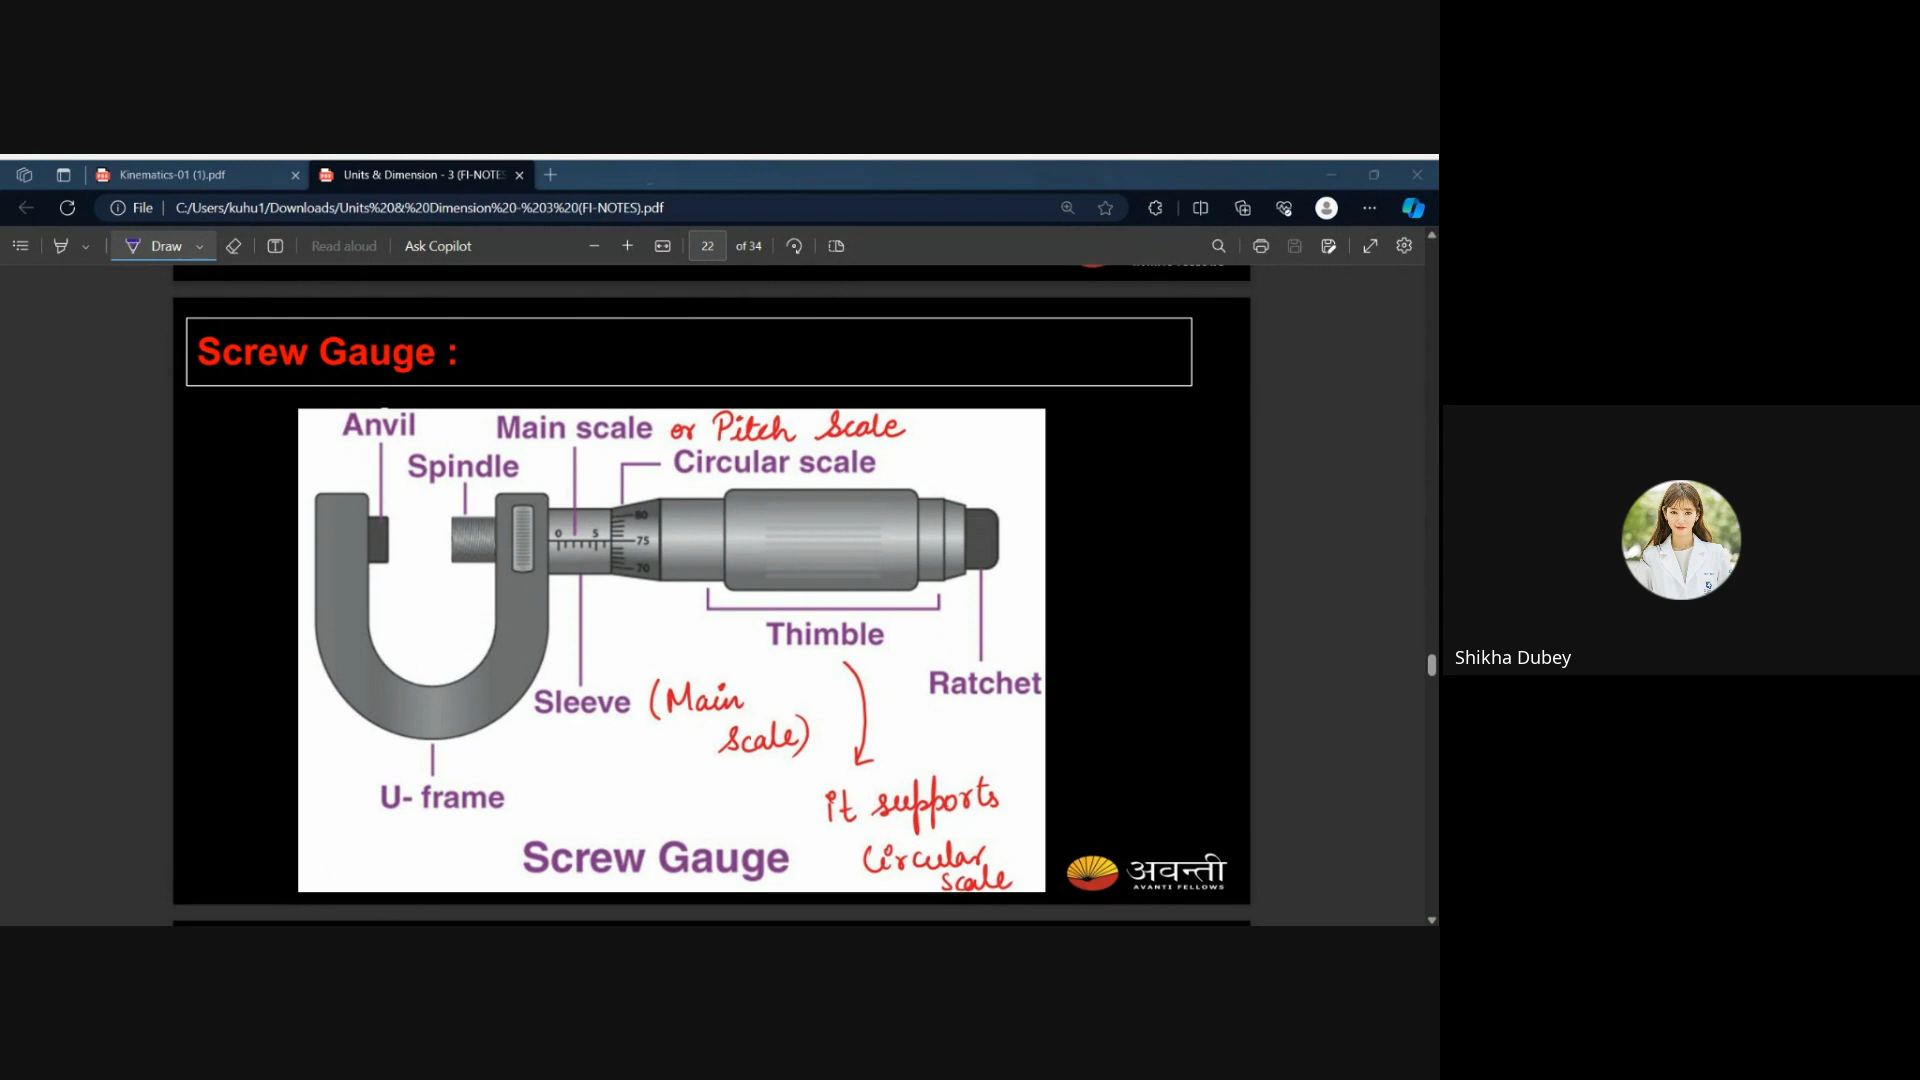 Kinematics-01 (1).pdf
Units & Dimension - 3 (FI-NOTES
File
C:/Users/kuhu1/Downloads/Units%20&%20Dimension%20-%203%20(FI-NOTES).pdf
Draw
Read aloud
Ask Copilot
22
of 34
Screw Gauge :
Anvil
Main scale or Pitch Scale
Spindle
Circular scale
0 5
80
75
70
Thimble
Ratchet
Sleeve (Main
scale)
U- frame
it supports
Circular
scale
Screw Gauge
अवन्ती
AVANTI FELLOWS
Shikha Dubey